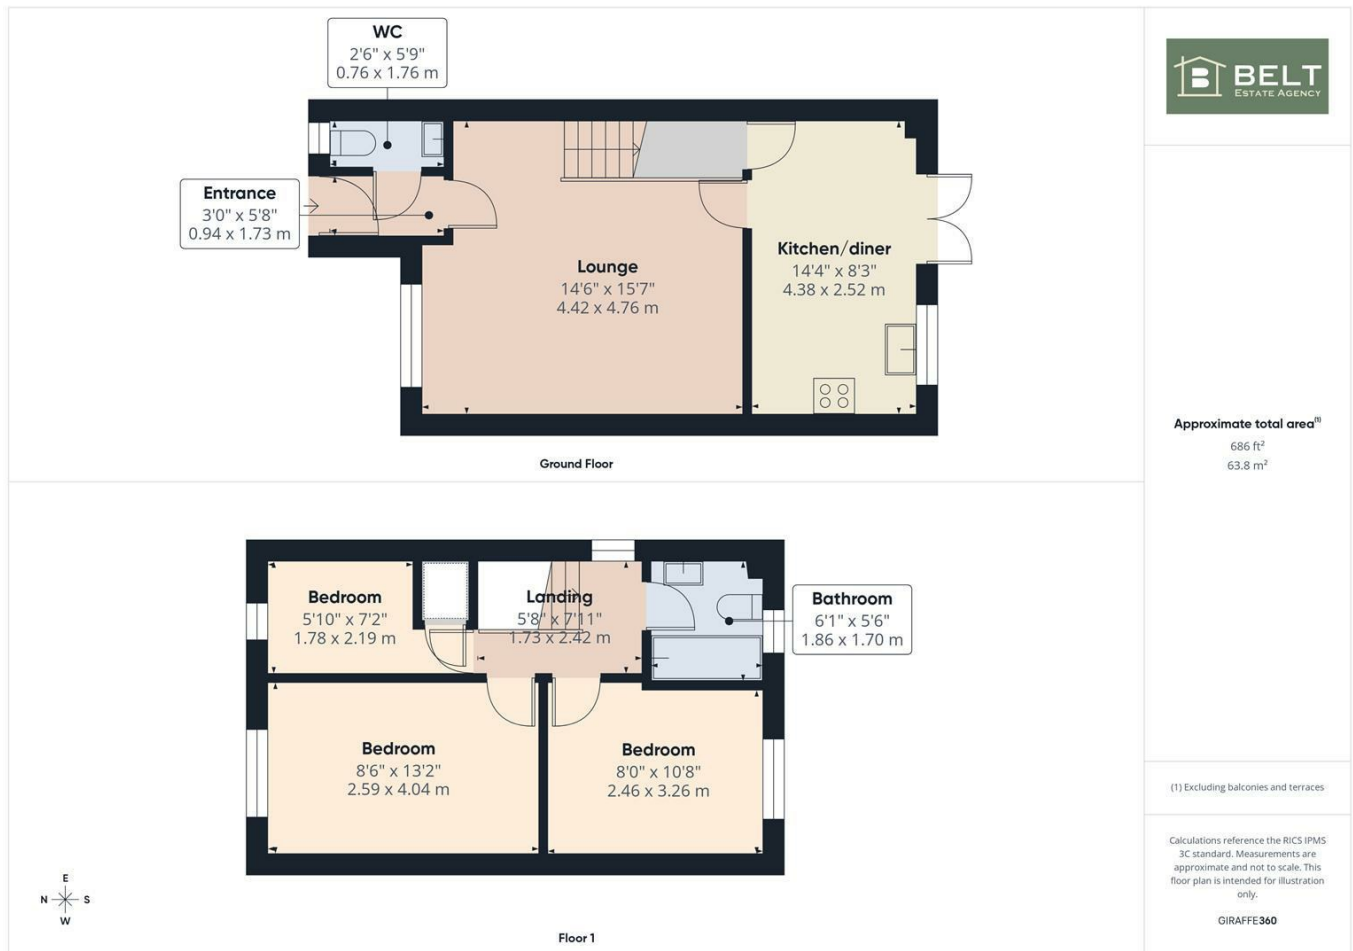 WC
2'6" x 5'9"
0.76 x 1.76 m
Entrance
3'0" x 5'8"
0.94 x 1.73 m
Lounge
14'6" x 15'7"
4.42 x 4.76 m
Kitchen/diner
14'4" x 8'3"
4.38 x 2.52 m
Ground Floor
Bedroom
5'10" x 7'2"
1.78 x 2.19 m
Landing
5'8" x 7'11"
1.73 x 2.42 m
Bathroom
6'1" x 5'6"
1.86 x 1.70 m
Bedroom
8'6" x 13'2"
2.59 x 4.04 m
Bedroom
8'0" x 10'8"
2.46 x 3.26 m
E
N S
W
Floor 1
B BELT
ESTATE AGENCY
Approximate total area⁽¹⁾
686 ft²
63.8 m²
(1) Excluding balconies and terraces
Calculations reference the RICS IPMS
3C standard. Measurements are
approximate and not to scale. This
floor plan is intended for illustration
only.
GIRAFFE360